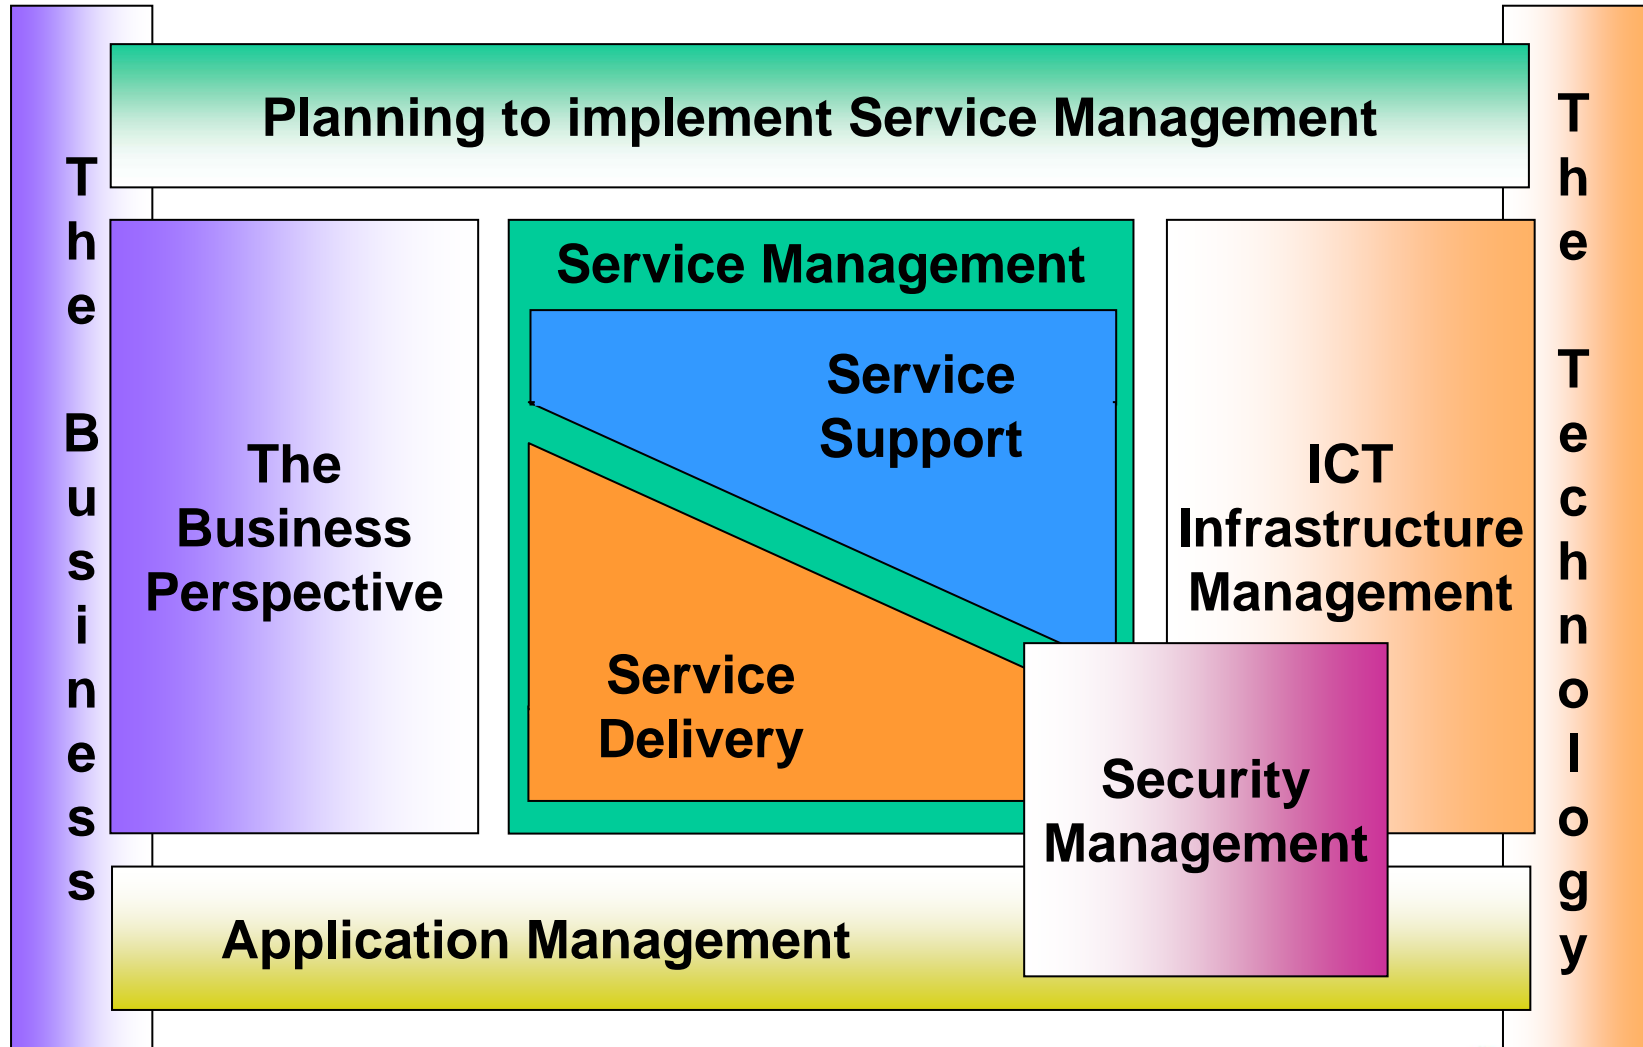 The Business
Planning to implement Service Management
The Technology
The
Business
Perspective
Service Management
Service
Support
Service
Delivery
ICT
Infrastructure
Management
Security
Management
Application Management